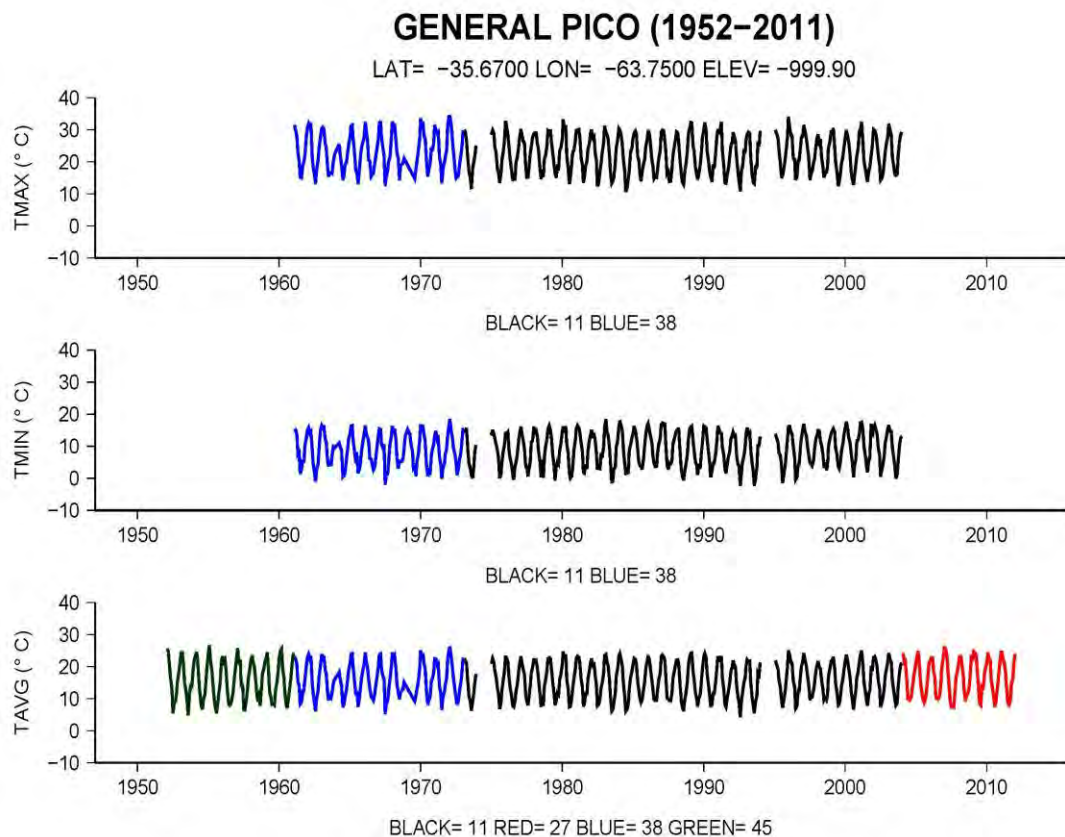 GENERAL PICO (1952−2011)
LAT= −35.6700 LON= −63.7500 ELEV= −999.90
TMAX (° C)
40
30
20
10
0
−10
1950 1960 1970 1980 1990 2000 2010
BLACK= 11 BLUE= 38
TMIN (° C)
40
30
20
10
0
−10
1950 1960 1970 1980 1990 2000 2010
BLACK= 11 BLUE= 38
TAVG (° C)
40
30
20
10
0
−10
1950 1960 1970 1980 1990 2000 2010
BLACK= 11 RED= 27 BLUE= 38 GREEN= 45